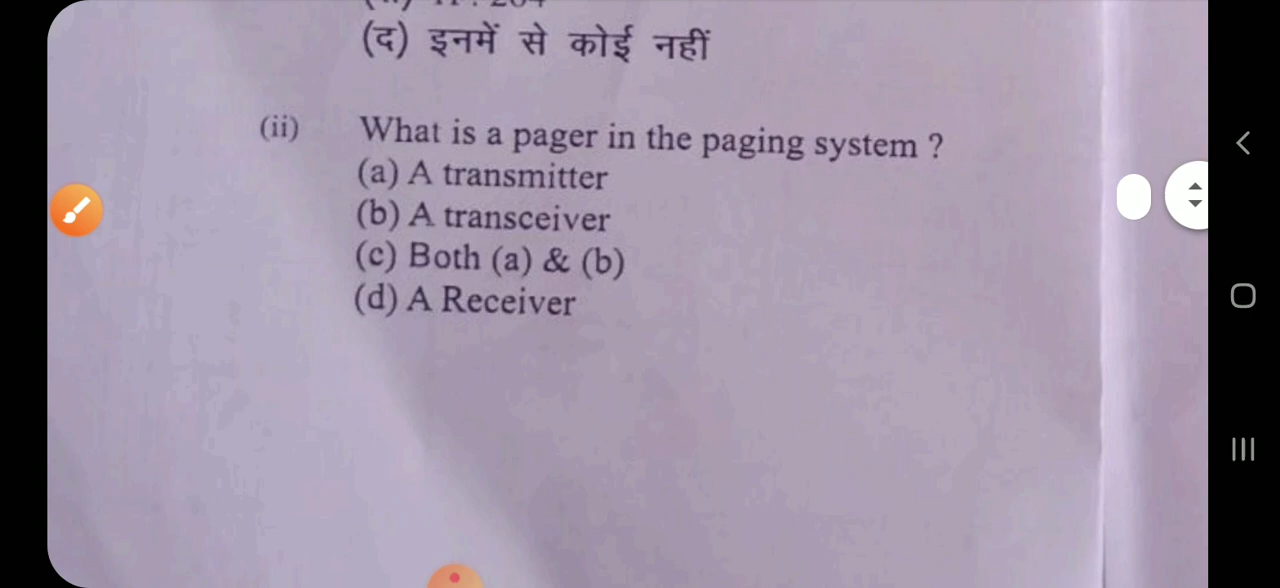 (द) इनमें से कोई नहीं
(ii) What is a pager in the paging system ?
(a) A transmitter
(b) A transceiver
(c) Both (a) & (b)
(d) A Receiver